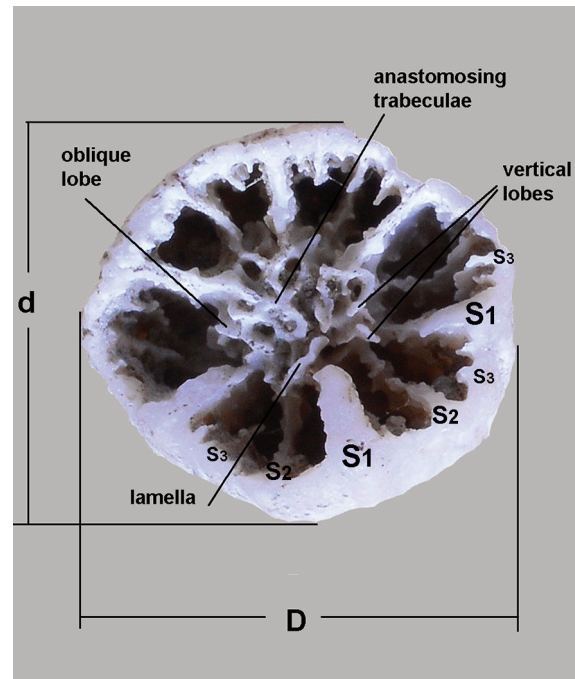 anastomosing
trabeculae
oblique
lobe
vertical
lobes
S3
d
S1
S3
S2
S1
S3
S2
lamella
D